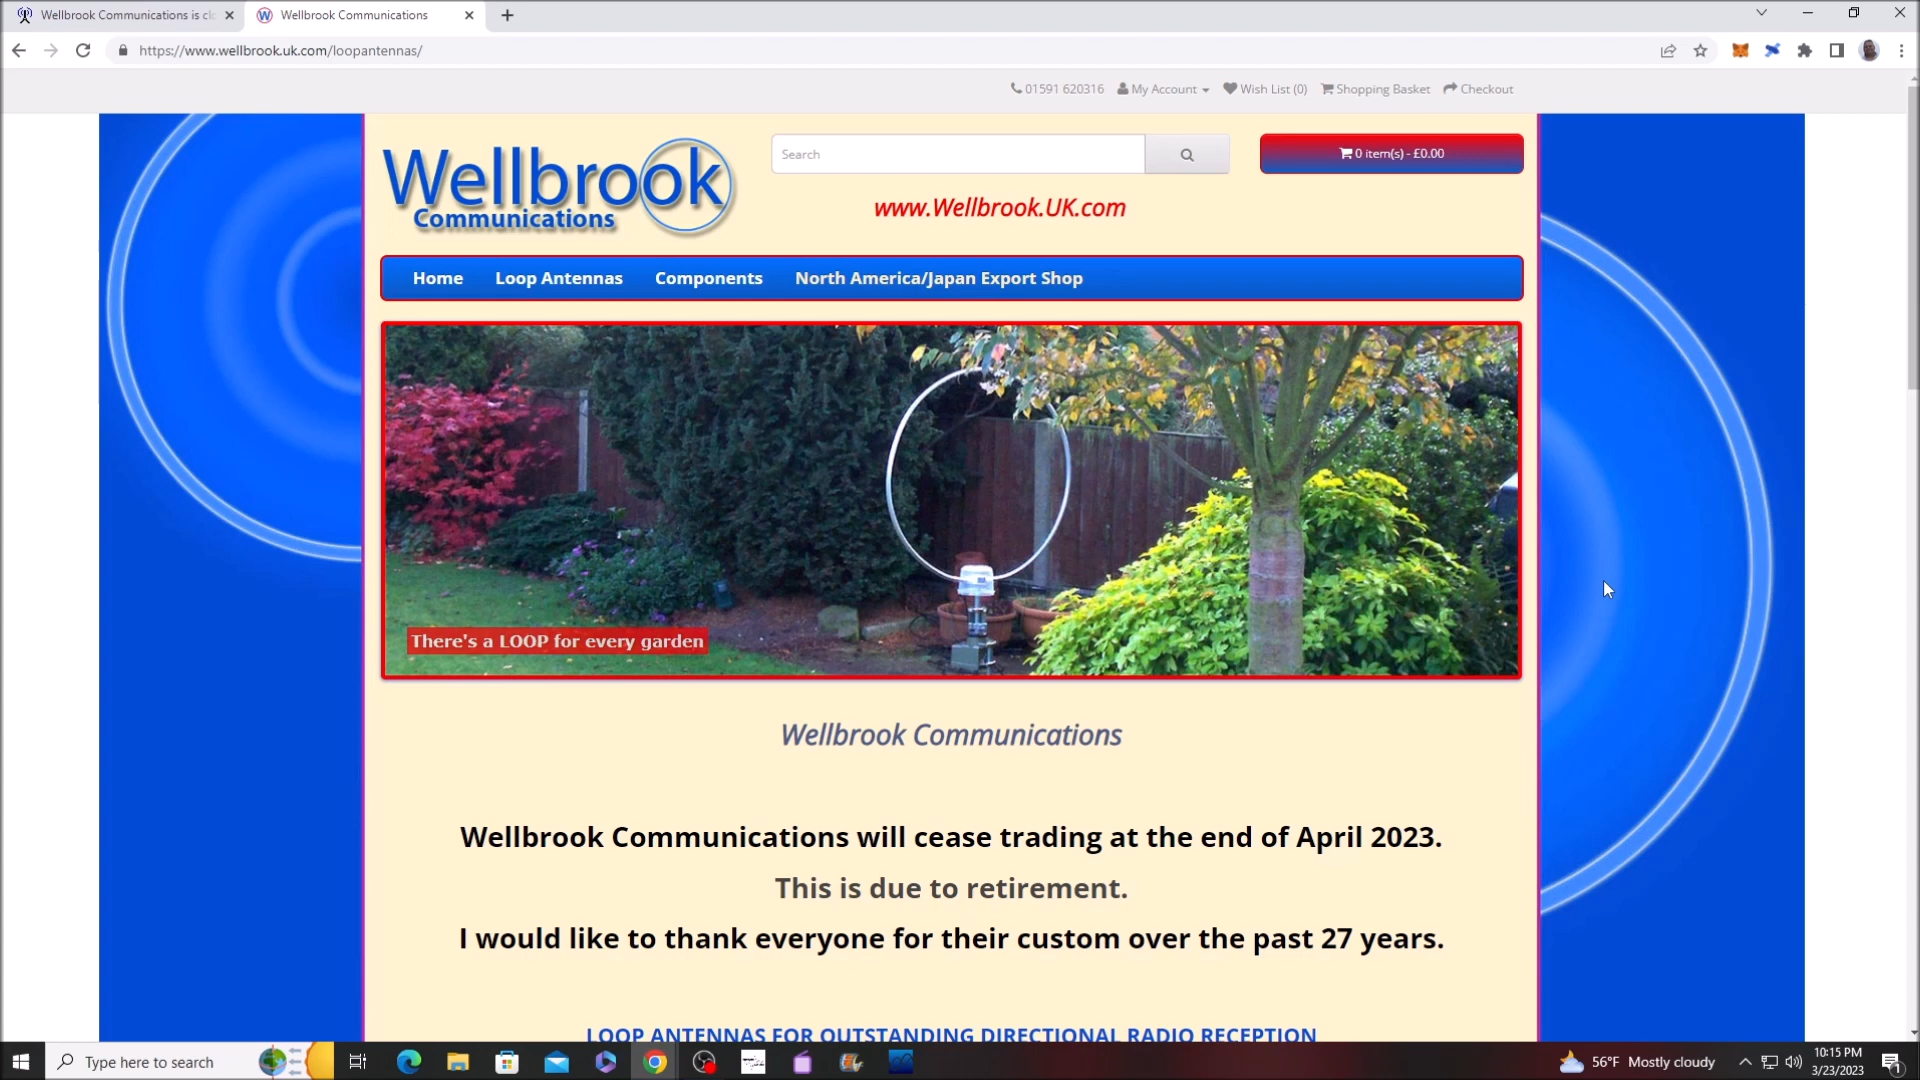 Wellbrook Communications is cl
Wellbrook Communications
https://www.wellbrook.uk.com/loopantennas/
01591 620316 My Account Wish List (0) Shopping Basket Checkout
Wellbrook
Communications
Search
0 item(s) - £0.00
www.Wellbrook.UK.com
Home Loop Antennas Components North America/Japan Export Shop
There's a LOOP for every garden
Wellbrook Communications
Wellbrook Communications will cease trading at the end of April 2023.
This is due to retirement.
I would like to thank everyone for their custom over the past 27 years.
LOOP ANTENNAS FOR OUTSTANDING DIRECTIONAL RADIO RECEPTION
Type here to search
56°F Mostly cloudy
10:15 PM
3/23/2023
1